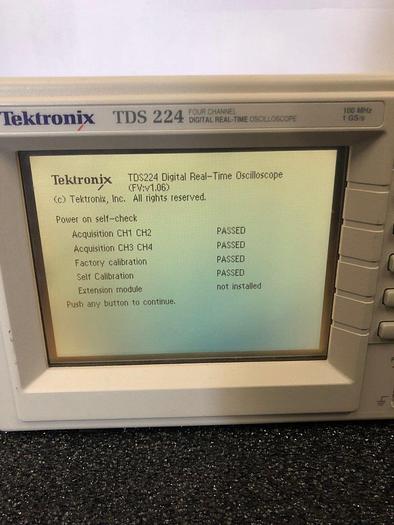 Tektronix TDS 224 FOUR CHANNEL
DIGITAL REAL-TIME OSCILLOSCOPE
100 MHz
1 GS/s
Tektronix TDS224 Digital Real-Time Oscilloscope
(FV:v1.06)
(c) Tektronix, Inc. All rights reserved.
Power on self-check
Acquisition CH1 CH2 PASSED
Acquisition CH3 CH4 PASSED
Factory calibration PASSED
Self Calibration PASSED
Extension module not installed
Push any button to continue.